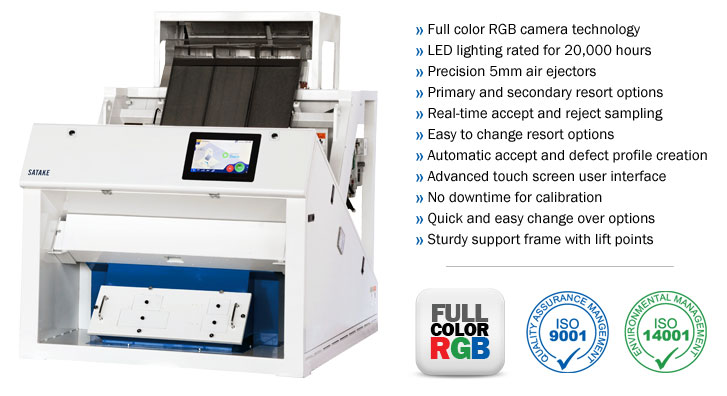 SATAKE
» Full color RGB camera technology
» LED lighting rated for 20,000 hours
» Precision 5mm air ejectors
» Primary and secondary resort options
» Real-time accept and reject sampling
» Easy to change resort options
» Automatic accept and defect profile creation
» Advanced touch screen user interface
» No downtime for calibration
» Quick and easy change over options
» Sturdy support frame with lift points
FULL
COLOR
RGB
QUALITY ASSURANCE MANGEMENT
ISO
9001
ENVIRONMENTAL MANAGEMENT
ISO
14001